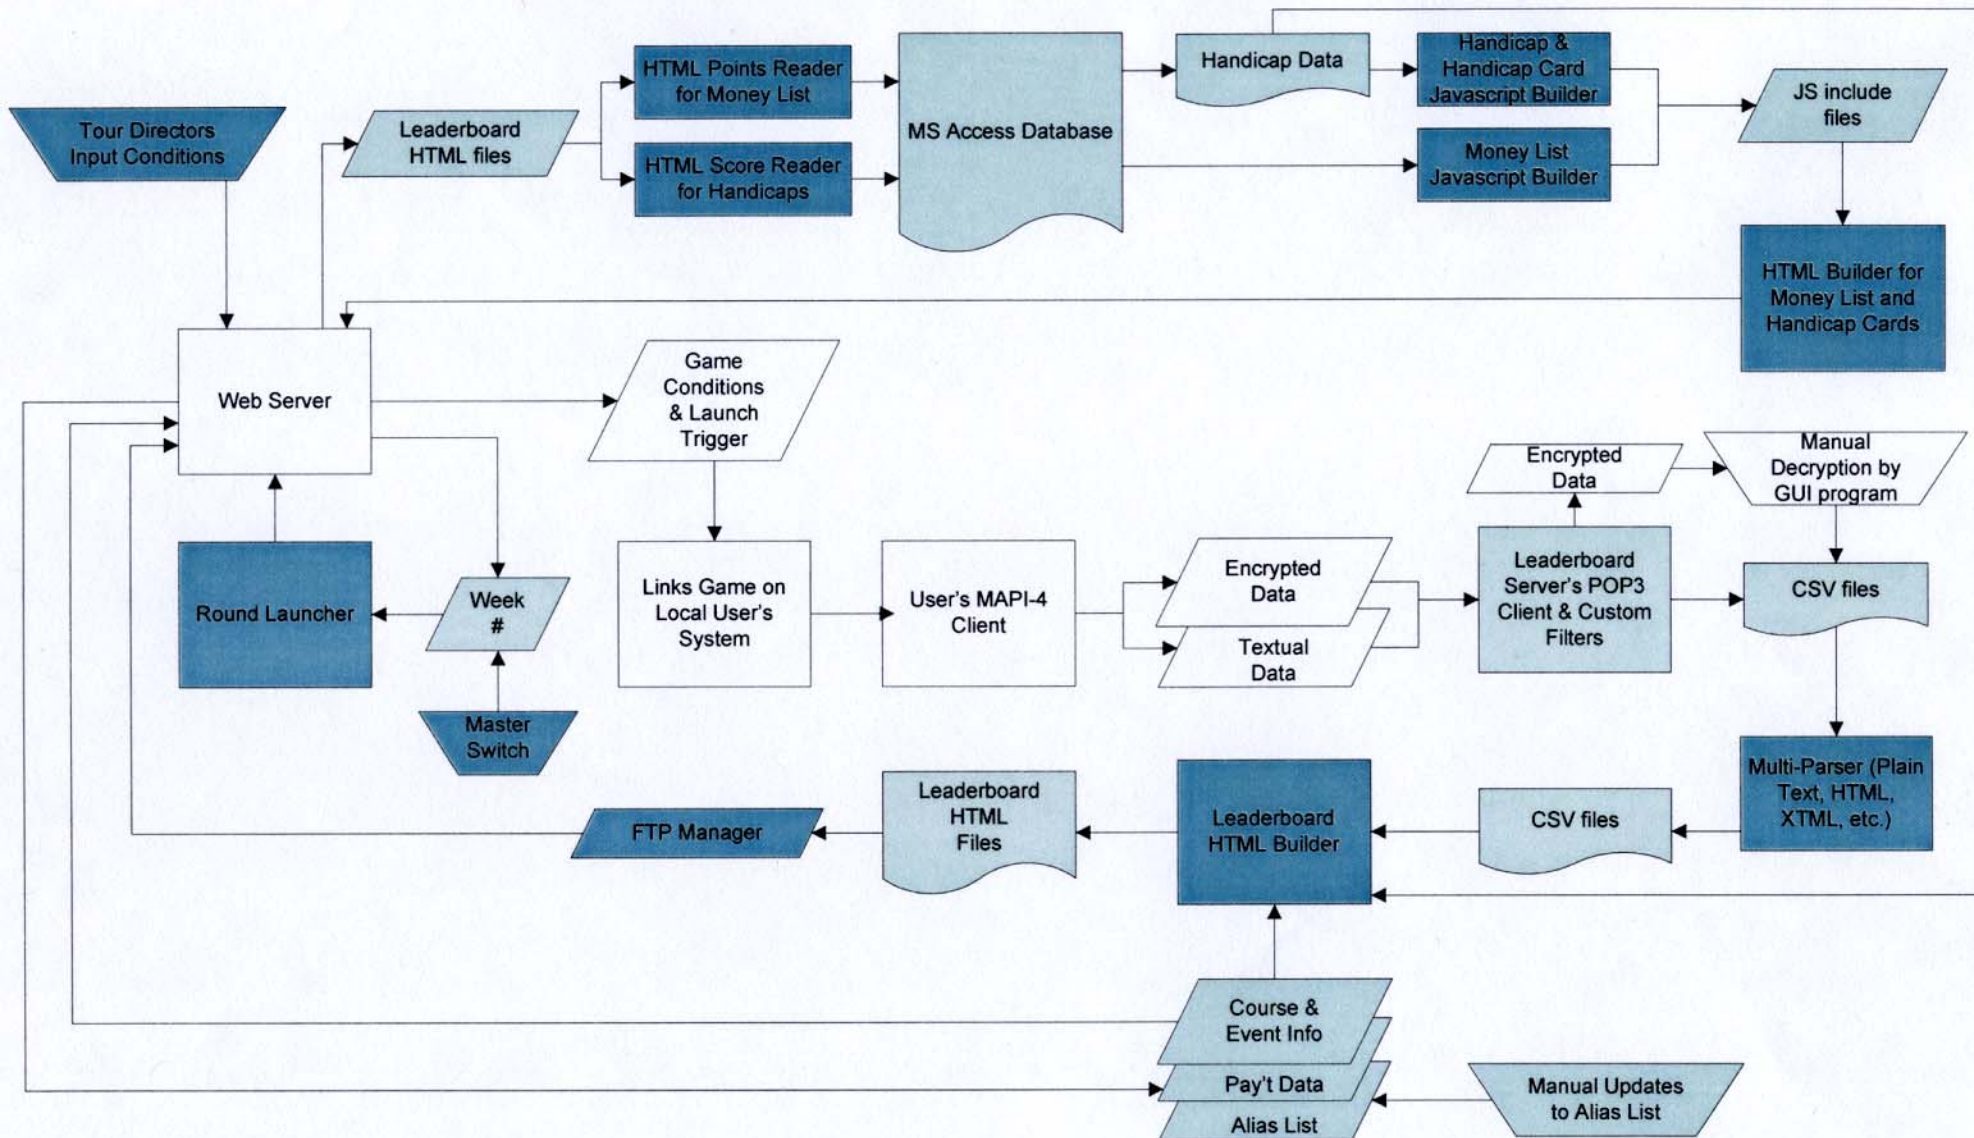 Handicap Data
Handicap &
Handicap Card
Javascript Builder
HTML Points Reader
for Money List
MS Access Database
JS include
files
Tour Directors
Input Conditions
Leaderboard
HTML files
HTML Score Reader
for Handicaps
Money List
Javascript Builder
HTML Builder for
Money List and
Handicap Cards
Web Server
Game
Conditions
& Launch
Trigger
Encrypted
Data
Manual
Decryption by
GUI program
Round Launcher
Week
#
Links Game on
Local User's
System
User's MAPI-4
Client
Encrypted
Data
Textual
Data
Leaderboard
Server's POP3
Client & Custom
Filters
CSV files
Master
Switch
FTP Manager
Leaderboard
HTML
Files
Leaderboard
HTML Builder
CSV files
Multi-Parser (Plain
Text, HTML,
XTML, etc.)
Course &
Event Info
Pay't Data
Alias List
Manual Updates
to Alias List